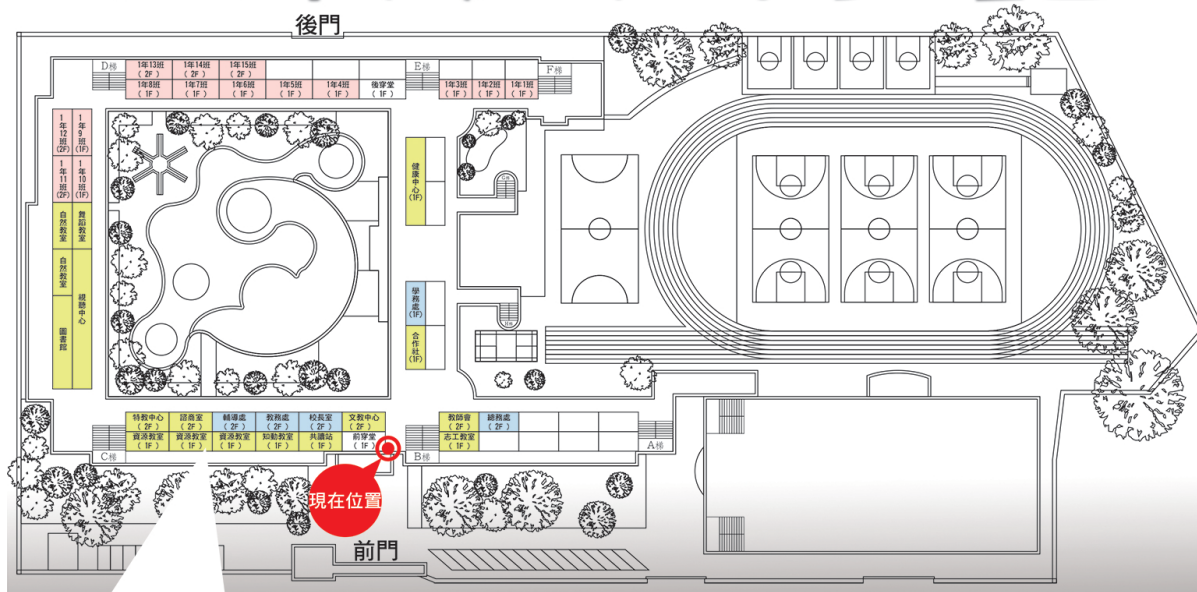 後門
D梯
1年13班
(2F)
1年14班
(2F)
1年15班
(2F)
E梯
F梯
1年8班
(1F)
1年7班
(1F)
1年6班
(1F)
1年5班
(1F)
1年4班
(1F)
後穿堂
(1F)
1年3班
(1F)
1年2班
(1F)
1年1班
(1F)
1年12班(2F)
1年9班(1F)
1年11班(2F)
1年10班(1F)
自然教室
舞蹈教室
自然教室
視聽中心
圖書館
健康中心(1F)
學務處(1F)
合作社(1F)
特教中心
(2F)
諮商室
(2F)
輔導處
(2F)
教務處
(2F)
校長室
(2F)
文教中心
(2F)
教師會
(2F)
總務處
(2F)
資源教室
(1F)
資源教室
(1F)
資源教室
(1F)
知動教室
(1F)
共讀站
(1F)
前穿堂
(1F)
志工教室
(1F)
C梯
B梯
A梯
現在位置
前門